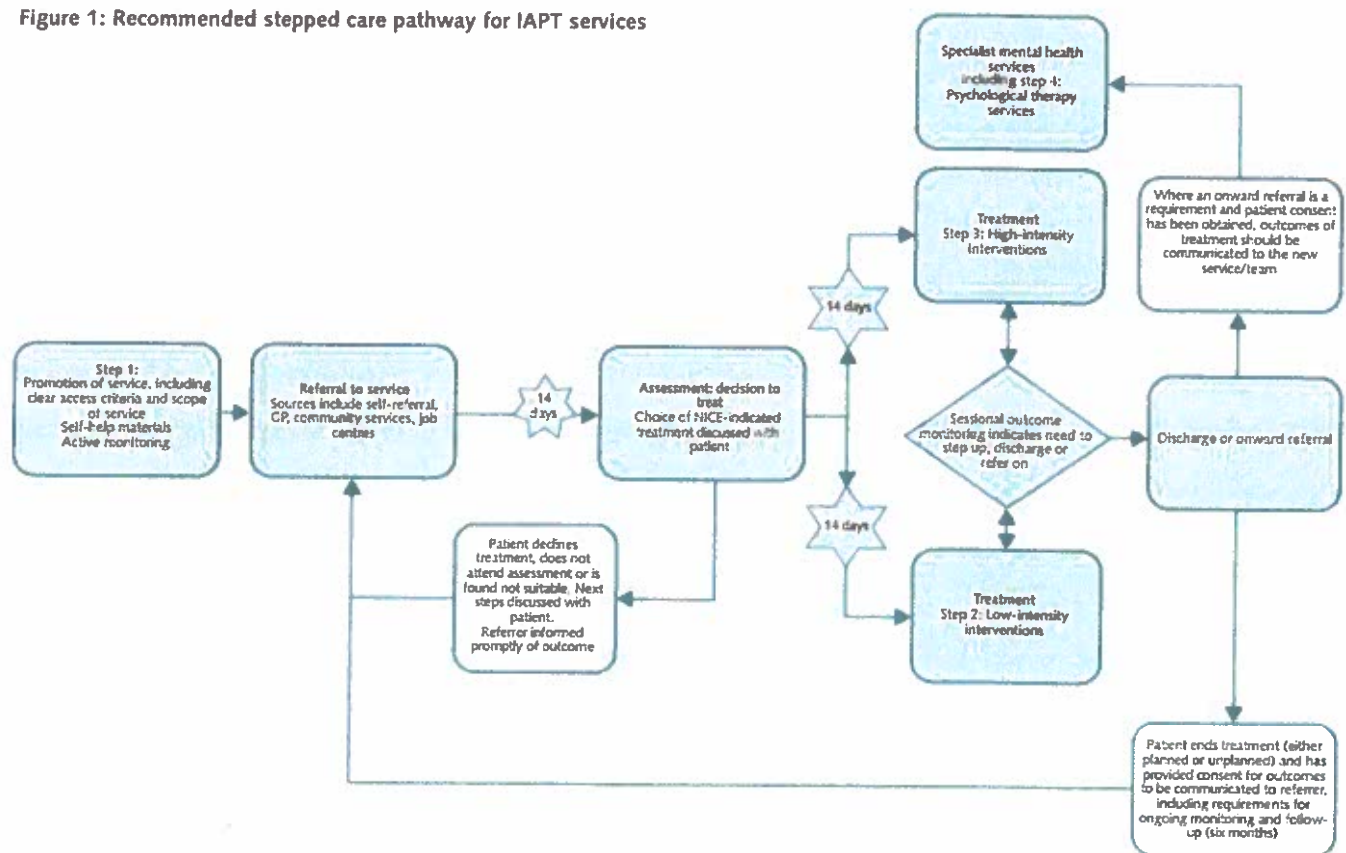 Figure 1: Recommended stepped care pathway for IAPT services
Specialist mental health
services
including step 4:
Psychological therapy
services
Where an onward referral is a
requirement and patient consent
has been obtained, outcomes of
treatment should be
communicated to the new
service/team
Treatment
Step 3: High-intensity
interventions
14 days
Step 1:
Promotion of service, including
clear access criteria and scope
of service
Self-help materials
Active monitoring
Referral to service
Sources include self-referral,
GP, community services, job
centres
14
days
Assessment: decision to
treat
Choice of NICE-indicated
treatment discussed with
patient
Sessional outcome
monitoring indicates need to
step up, discharge or
refer on
Discharge or onward referral
14 days
Patient declines
treatment, does not
attend assessment or is
found not suitable. Next
steps discussed with
patient.
Referrer informed
promptly of outcome
Treatment
Step 2: Low-intensity
interventions
Patient ends treatment (either
planned or unplanned) and has
provided consent for outcomes
to be communicated to referrer,
including requirements for
ongoing monitoring and follow-
up (six months)